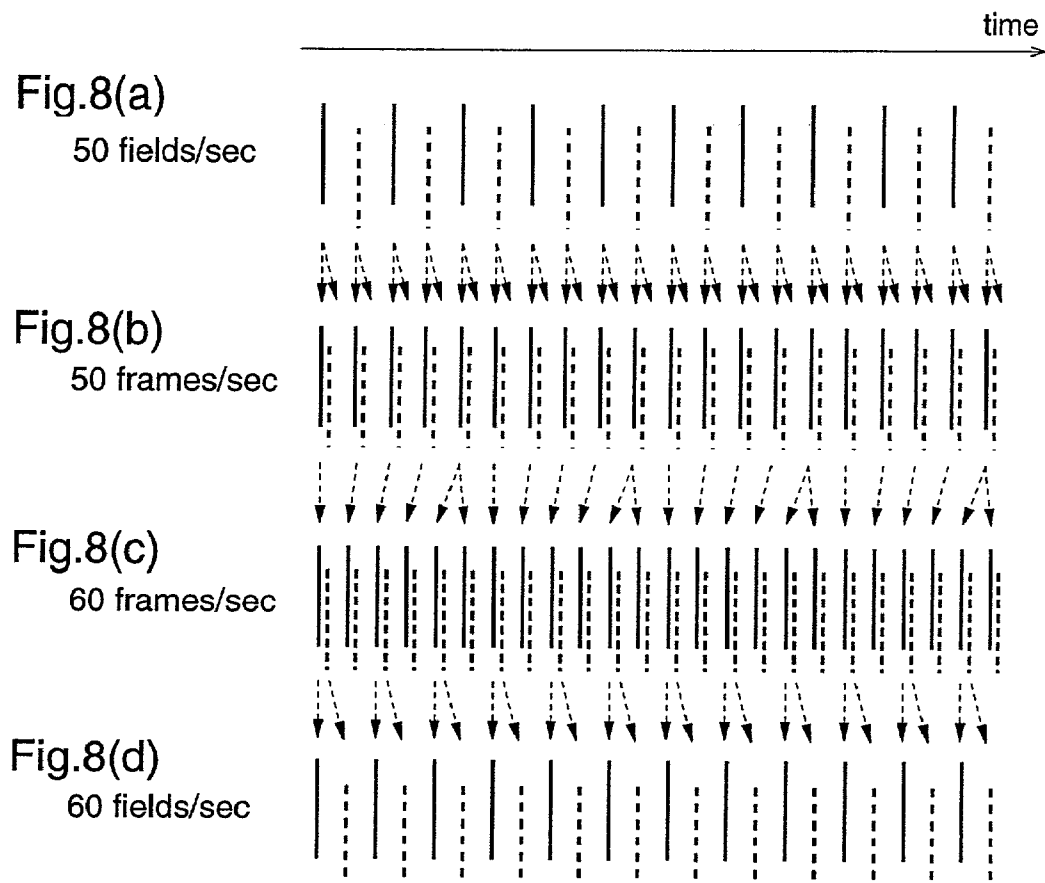 time
Fig.8(a)
50 fields/sec
Fig.8(b)
50 frames/sec
Fig.8(c)
60 frames/sec
Fig.8(d)
60 fields/sec